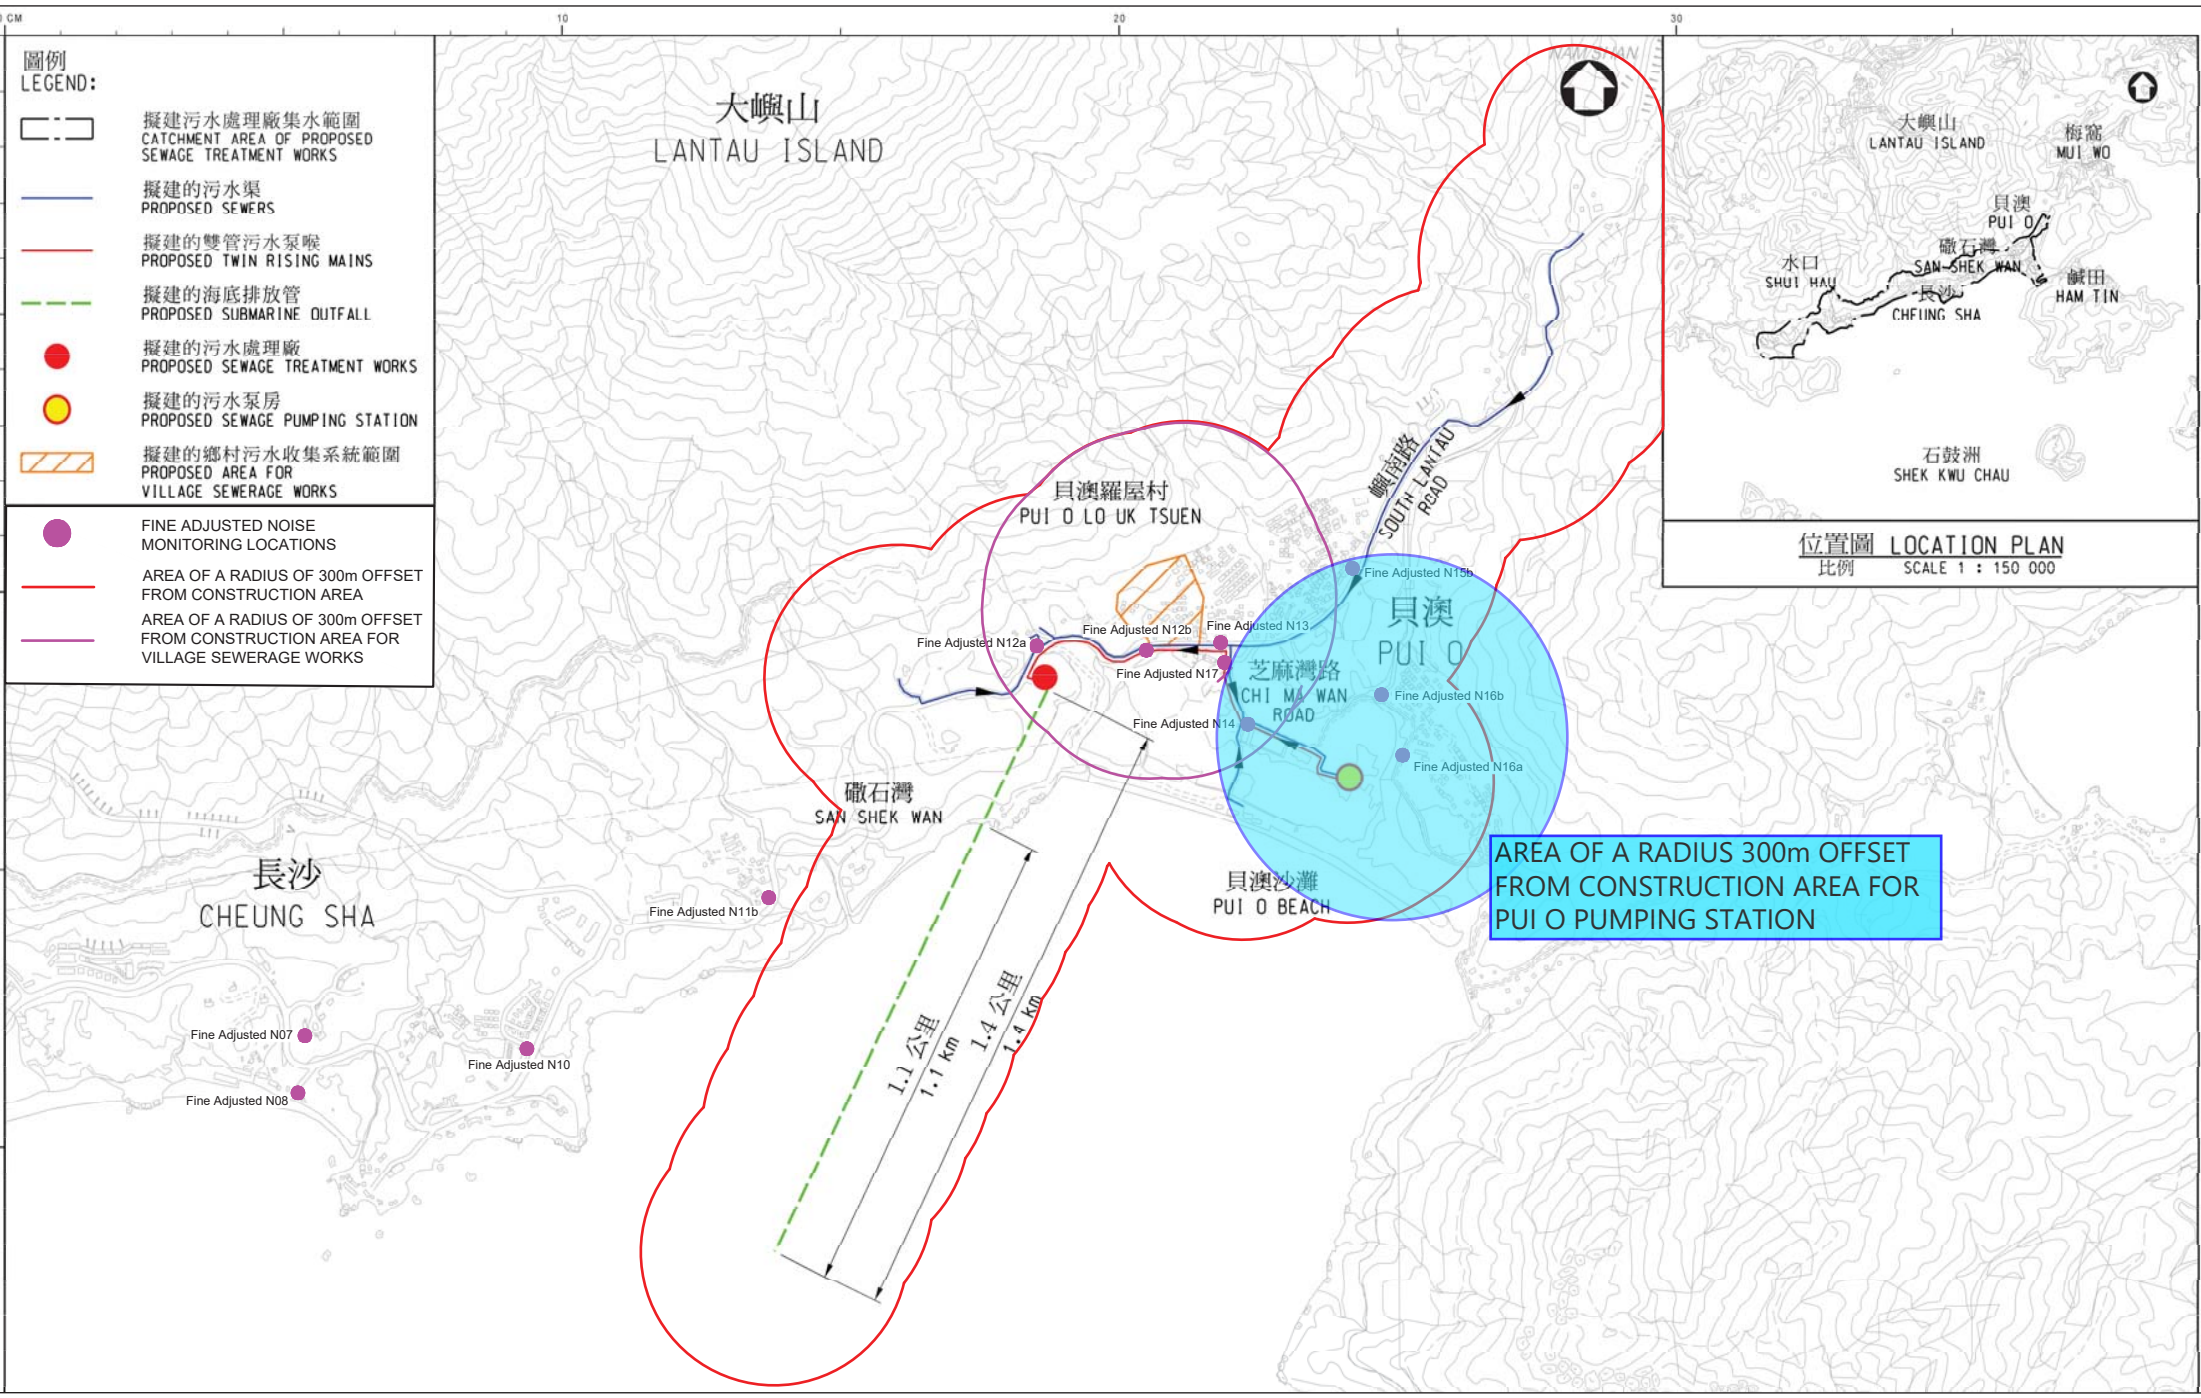 0 CM
10
20
30
圖例
LEGEND:
擬建污水處理廠集水範圍
CATCHMENT AREA OF PROPOSED
SEWAGE TREATMENT WORKS
擬建的污水渠
PROPOSED SEWERS
擬建的雙管污水泵喉
PROPOSED TWIN RISING MAINS
擬建的海底排放管
PROPOSED SUBMARINE OUTFALL
擬建的污水處理廠
PROPOSED SEWAGE TREATMENT WORKS
擬建的污水泵房
PROPOSED SEWAGE PUMPING STATION
擬建的鄉村污水收集系統範圍
PROPOSED AREA FOR
VILLAGE SEWERAGE WORKS
FINE ADJUSTED NOISE
MONITORING LOCATIONS
AREA OF A RADIUS OF 300m OFFSET
FROM CONSTRUCTION AREA
AREA OF A RADIUS OF 300m OFFSET
FROM CONSTRUCTION AREA FOR
VILLAGE SEWERAGE WORKS
大嶼山
LANTAU ISLAND
NAM SHAN
貝澳羅屋村
PUI O LO UK TSUEN
嶼南路
SOUTH LANTAU
ROAD
Fine Adjusted N15b
貝澳
PUI O
Fine Adjusted N12a
Fine Adjusted N12b
Fine Adjusted N13
Fine Adjusted N17
芝麻灣路
CHI MA WAN
ROAD
Fine Adjusted N16b
Fine Adjusted N14
Fine Adjusted N16a
磡石灣
SAN SHEK WAN
長沙
CHEUNG SHA
貝澳沙灘
PUI O BEACH
AREA OF A RADIUS 300m OFFSET
FROM CONSTRUCTION AREA FOR
PUI O PUMPING STATION
Fine Adjusted N11b
Fine Adjusted N07
Fine Adjusted N10
Fine Adjusted N08
1.1 公里
1.1 km
1.4 公里
1.4 km
大嶼山
LANTAU ISLAND
梅窩
MUI WO
貝澳
PUI O
磡石灣
SAN SHEK WAN
水口
SHUI HAU
長沙
CHEUNG SHA
鹹田
HAM TIN
石鼓洲
SHEK KWU CHAU
位置圖 LOCATION PLAN
比例 SCALE 1 : 150 000